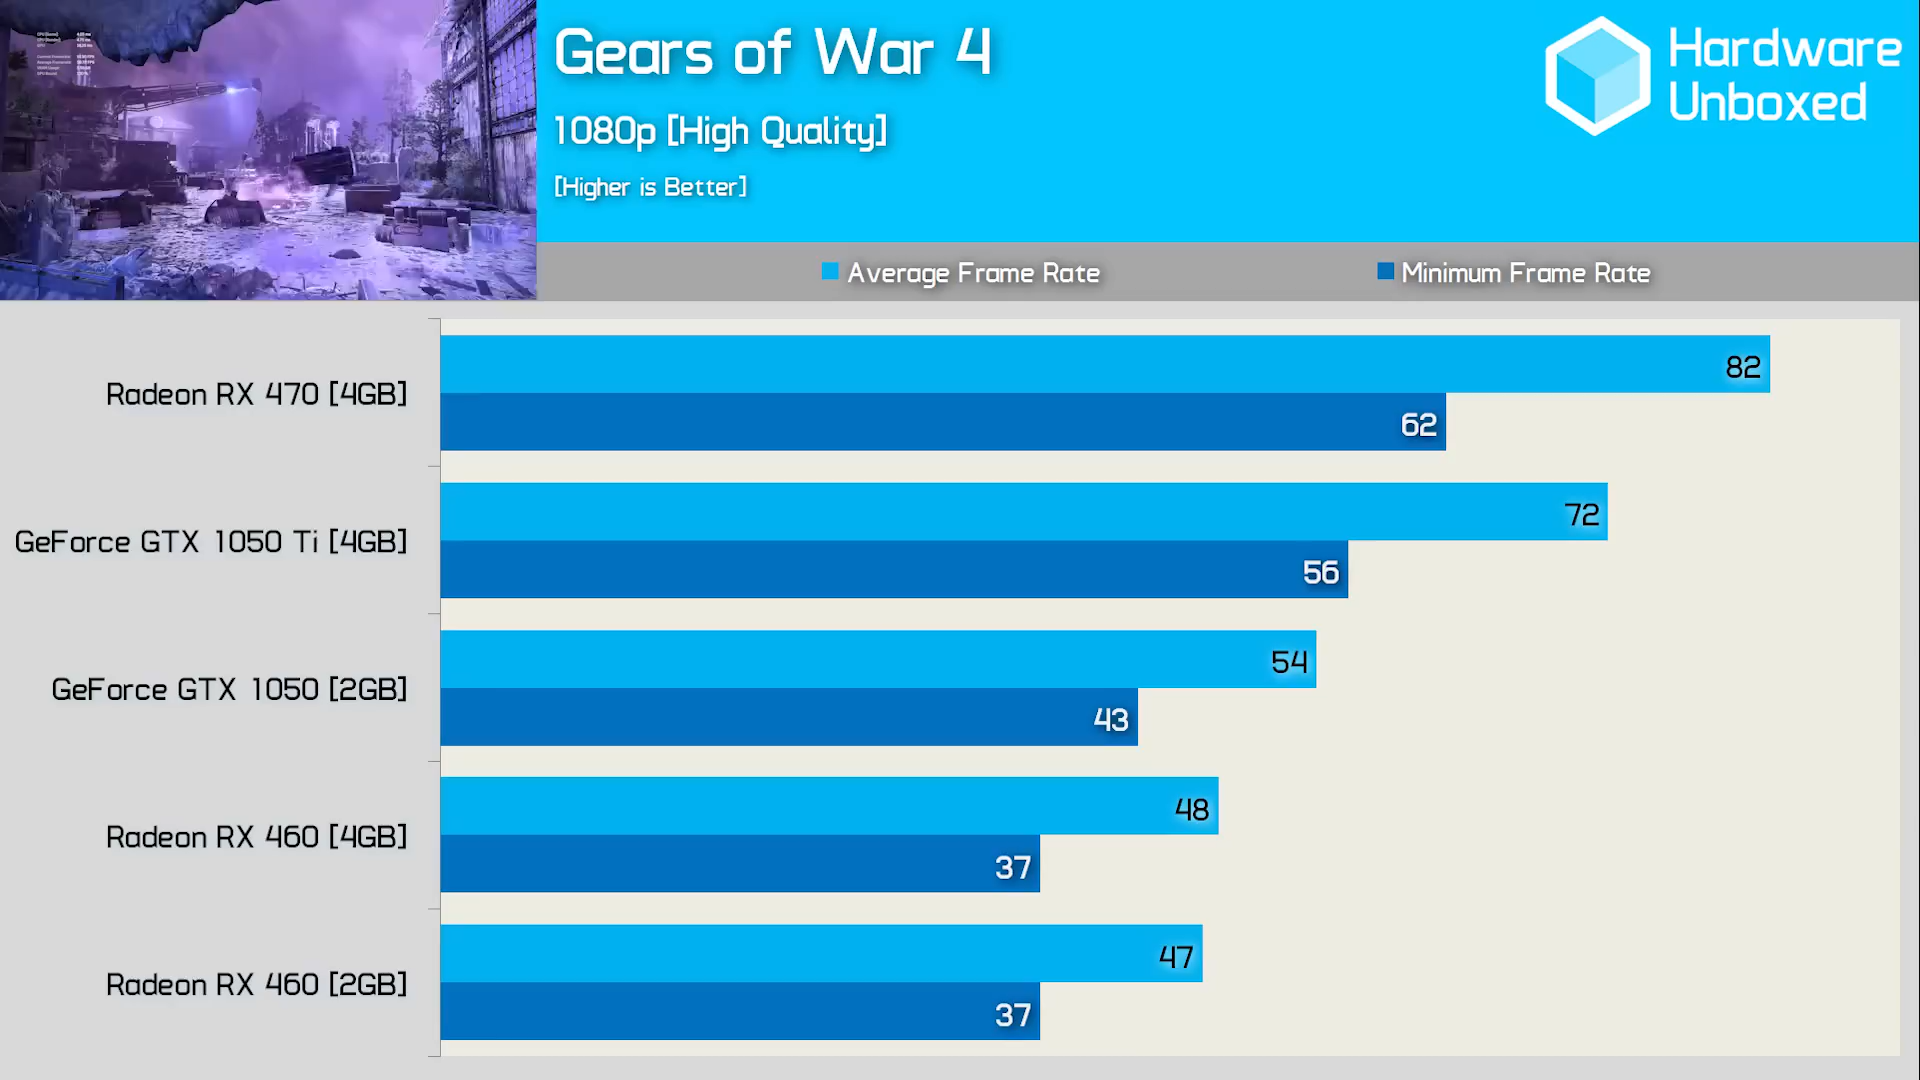 Gears of War 4
1080p [High Quality]
[Higher is Better]
Hardware
Unboxed
Average Frame Rate
Minimum Frame Rate
Radeon RX 470 [4GB]
82
62
GeForce GTX 1050 Ti [4GB]
72
56
GeForce GTX 1050 [2GB]
54
43
Radeon RX 460 [4GB]
48
37
Radeon RX 460 [2GB]
47
37